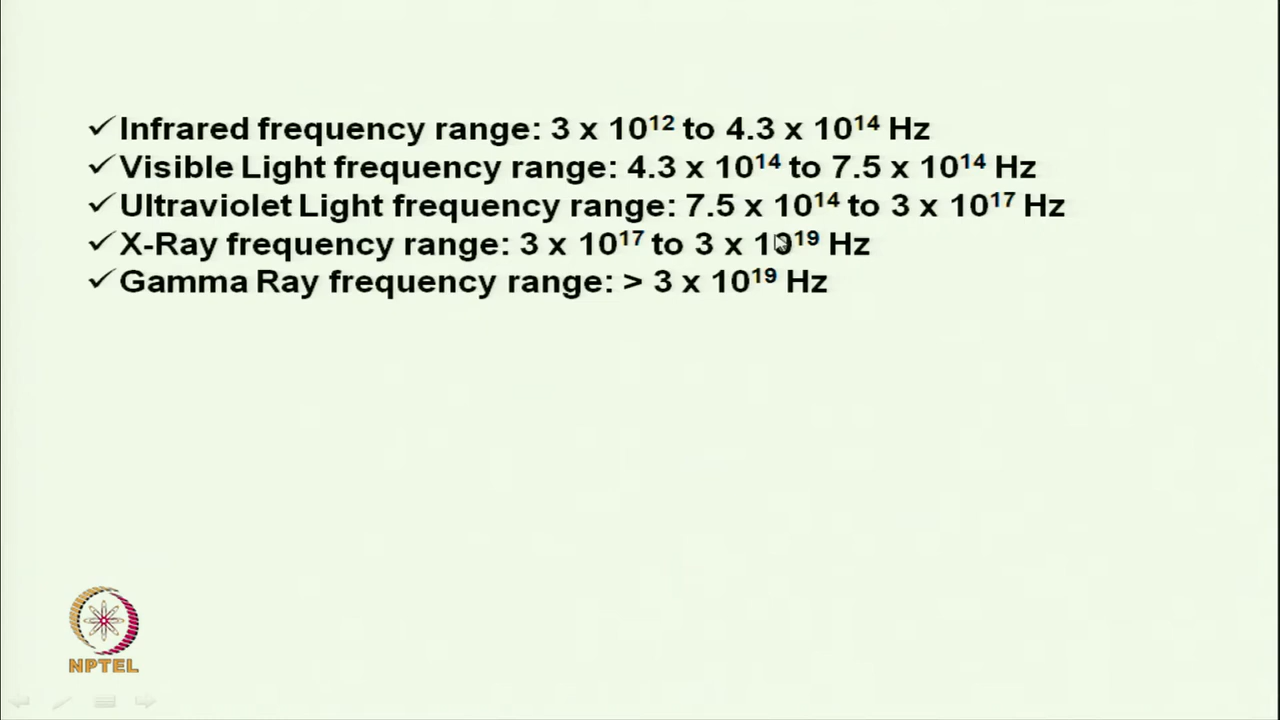 ✓Infrared frequency range: 3 x 10¹² to 4.3 x 10¹⁴ Hz
✓Visible Light frequency range: 4.3 x 10¹⁴ to 7.5 x 10¹⁴ Hz
✓Ultraviolet Light frequency range: 7.5 x 10¹⁴ to 3 x 10¹⁷ Hz
✓X-Ray frequency range: 3 x 10¹⁷ to 3 x 10¹⁹ Hz
✓Gamma Ray frequency range: > 3 x 10¹⁹ Hz
NPTEL